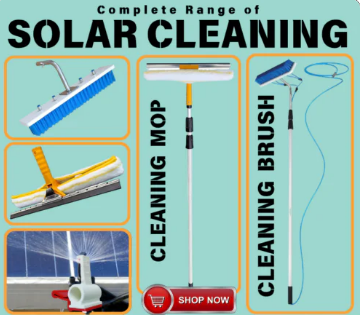 Complete Range of
SOLAR CLEANING
CLEANING MOP
CLEANING BRUSH
SHOP NOW